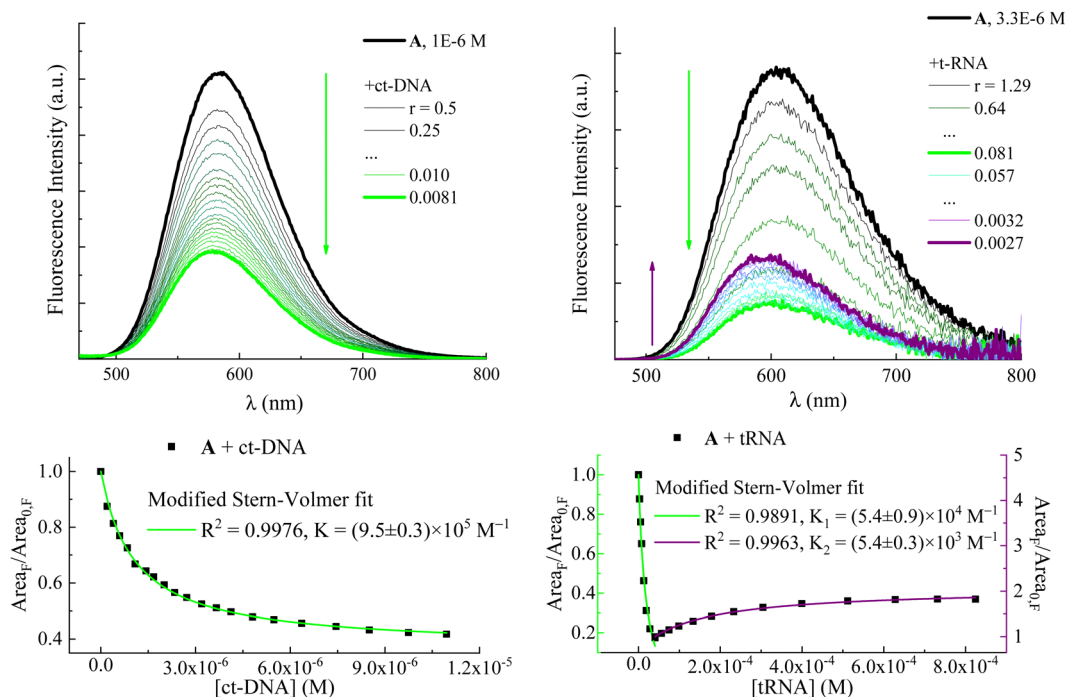 A, 1E-6 M
+ct-DNA
r = 0.5
0.25
...
0.010
0.0081
Fluorescence Intensity (a.u.)
500 600 700 800
λ (nm)
A, 3.3E-6 M
+t-RNA
r = 1.29
0.64
...
0.081
0.057
...
0.0032
0.0027
Fluorescence Intensity (a.u.)
500 600 700 800
λ (nm)
A + ct-DNA
Modified Stern-Volmer fit
R² = 0.9976, K = (9.5±0.3)×10⁵ M⁻¹
Area_F/Area_0,F
1.0
0.8
0.6
0.4
0.0 3.0x10⁻⁶ 6.0x10⁻⁶ 9.0x10⁻⁶ 1.2x10⁻⁵
[ct-DNA] (M)
A + tRNA
Modified Stern-Volmer fit
R² = 0.9891, K₁ = (5.4±0.9)×10⁴ M⁻¹
R² = 0.9963, K₂ = (5.4±0.3)×10³ M⁻¹
Area_F/Area_0,F
1.0
0.8
0.6
0.4
0.2
5
4
3
2
1
Area_F/Area_0,F
0.0 2.0x10⁻⁴ 4.0x10⁻⁴ 6.0x10⁻⁴ 8.0x10⁻⁴
[tRNA] (M)